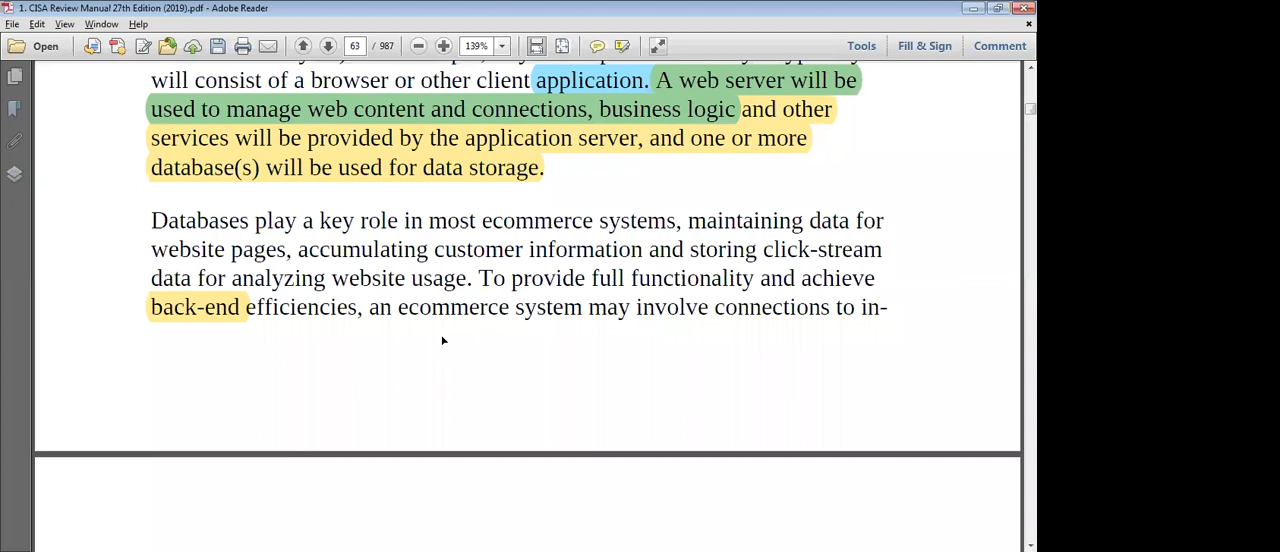 1. CISA Review Manual 27th Edition (2019).pdf - Adobe Reader
File Edit View Window Help
Open 63 / 987 139% Tools Fill & Sign Comment
will consist of a browser or other client application. A web server will be
used to manage web content and connections, business logic and other
services will be provided by the application server, and one or more
database(s) will be used for data storage.
Databases play a key role in most ecommerce systems, maintaining data for
website pages, accumulating customer information and storing click-stream
data for analyzing website usage. To provide full functionality and achieve
back-end efficiencies, an ecommerce system may involve connections to in-